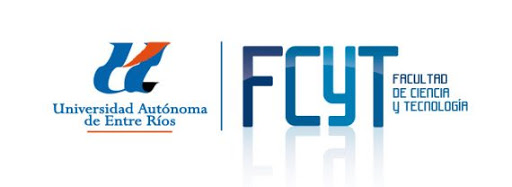 Universidad Autónoma
de Entre Ríos
FCYT
FACULTAD
DE CIENCIA
y TECNOLOGÍA